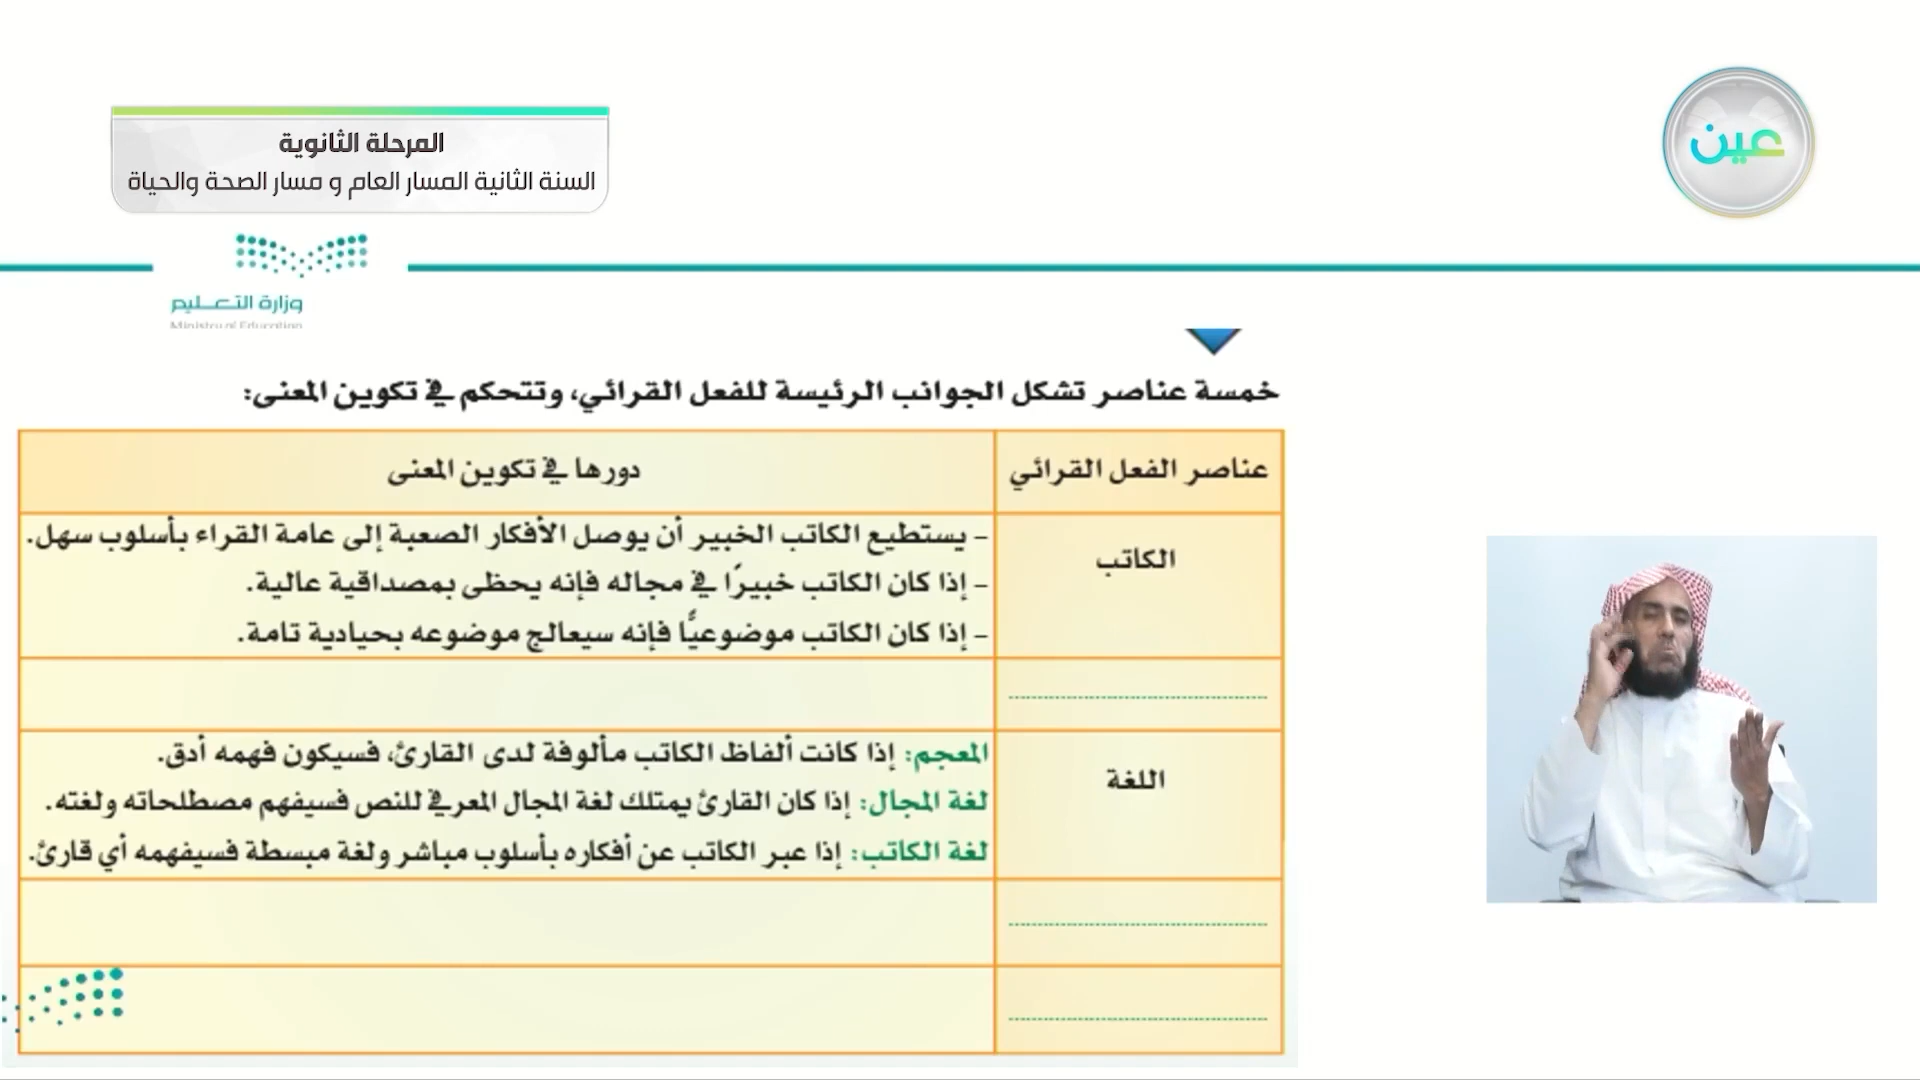 المرحلة الثانوية
السنة الثانية المسار العام و مسار الصحة والحياة
عين
وزارة التعليم
Ministry of Education
خمسة عناصر تشكل الجوانب الرئيسة للفعل القرائي، وتتحكم في تكوين المعنى:
عناصر الفعل القرائي
دورها في تكوين المعنى
الكاتب
- يستطيع الكاتب الخبير أن يوصل الأفكار الصعبة إلى عامة القراء بأسلوب سهل.
- إذا كان الكاتب خبيرًا في مجاله فإنه يحظى بمصداقية عالية.
- إذا كان الكاتب موضوعيًّا فإنه سيعالج موضوعه بحيادية تامة.
اللغة
المعجم: إذا كانت ألفاظ الكاتب مألوفة لدى القارئ، فسيكون فهمه أدق.
لغة المجال: إذا كان القارئ يمتلك لغة المجال المعرفي للنص فسيفهم مصطلحاته ولغته.
لغة الكاتب: إذا عبر الكاتب عن أفكاره بأسلوب مباشر ولغة مبسطة فسيفهمه أي قارئ.